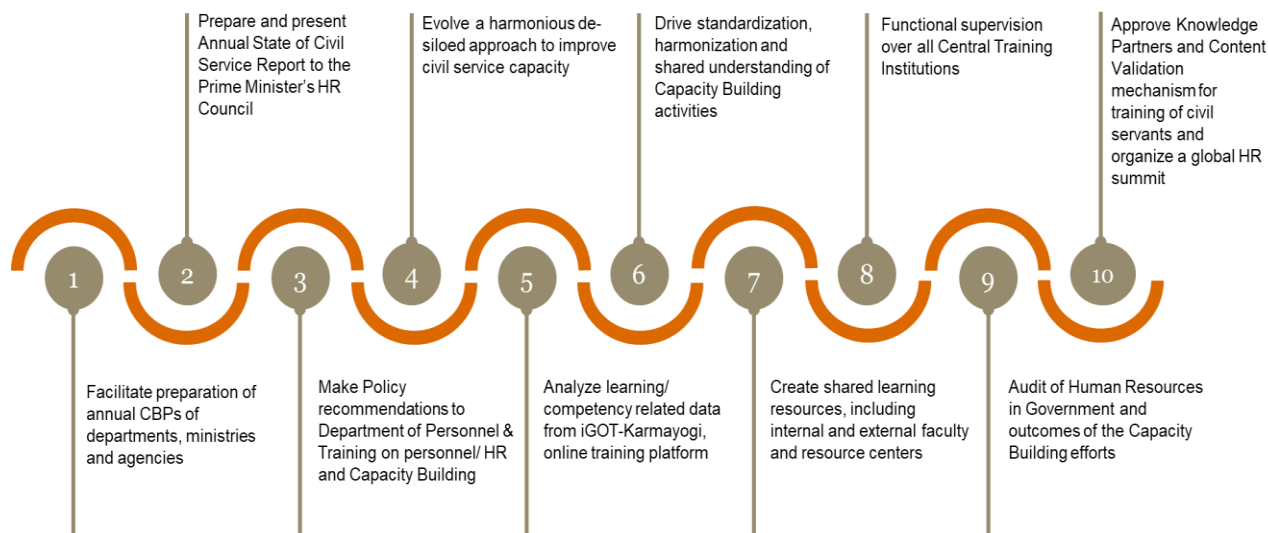 Prepare and present
Annual State of Civil
Service Report to the
Prime Minister's HR
Council
Evolve a harmonious de-
siloed approach to improve
civil service capacity
Drive standardization,
harmonization and
shared understanding of
Capacity Building
activities
Functional supervision
over all Central Training
Institutions
Approve Knowledge
Partners and Content
Validation
mechanism for
training of civil
servants and
organize a global HR
summit
1
2
3
4
5
6
7
8
9
10
Facilitate preparation of
annual CBPs of
departments, ministries
and agencies
Make Policy
recommendations to
Department of Personnel &
Training on personnel/ HR
and Capacity Building
Analyze learning/
competency related data
from iGOT-Karmayogi,
online training platform
Create shared learning
resources, including
internal and external faculty
and resource centers
Audit of Human Resources
in Government and
outcomes of the Capacity
Building efforts